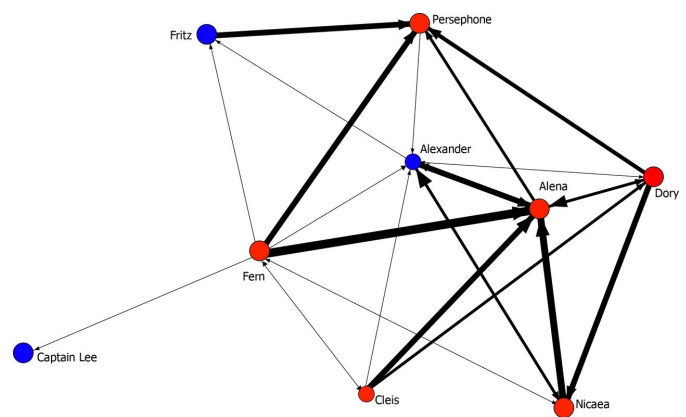 Persephone
Fritz
Alexander
Alena
Dory
Fern
Captain Lee
Cleis
Nicaea